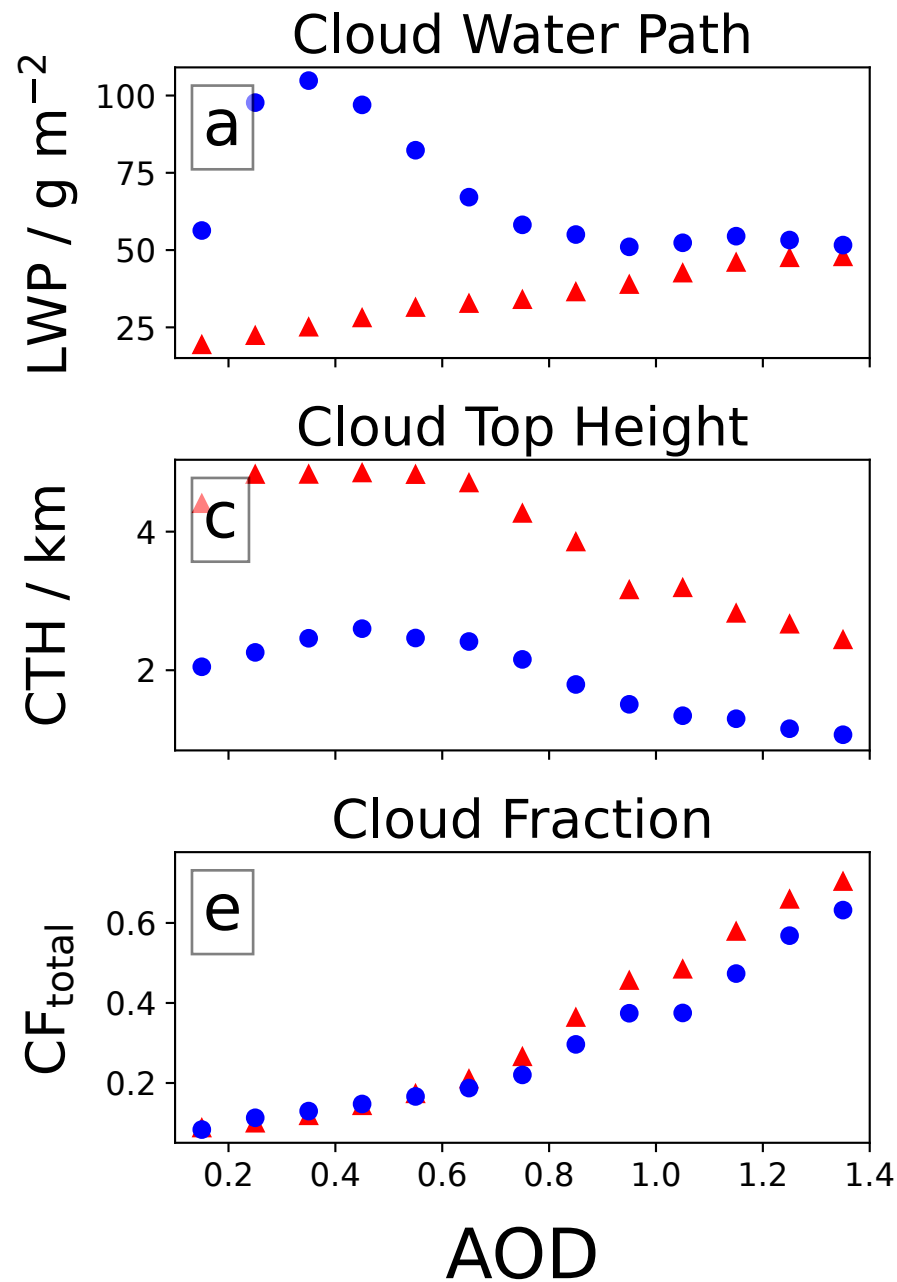 Cloud Water Path
LWP / g m⁻²
100
75
50
25
a
Cloud Top Height
CTH / km
4
2
c
Cloud Fraction
CF_total
0.6
0.4
0.2
e
0.2 0.4 0.6 0.8 1.0 1.2 1.4
AOD